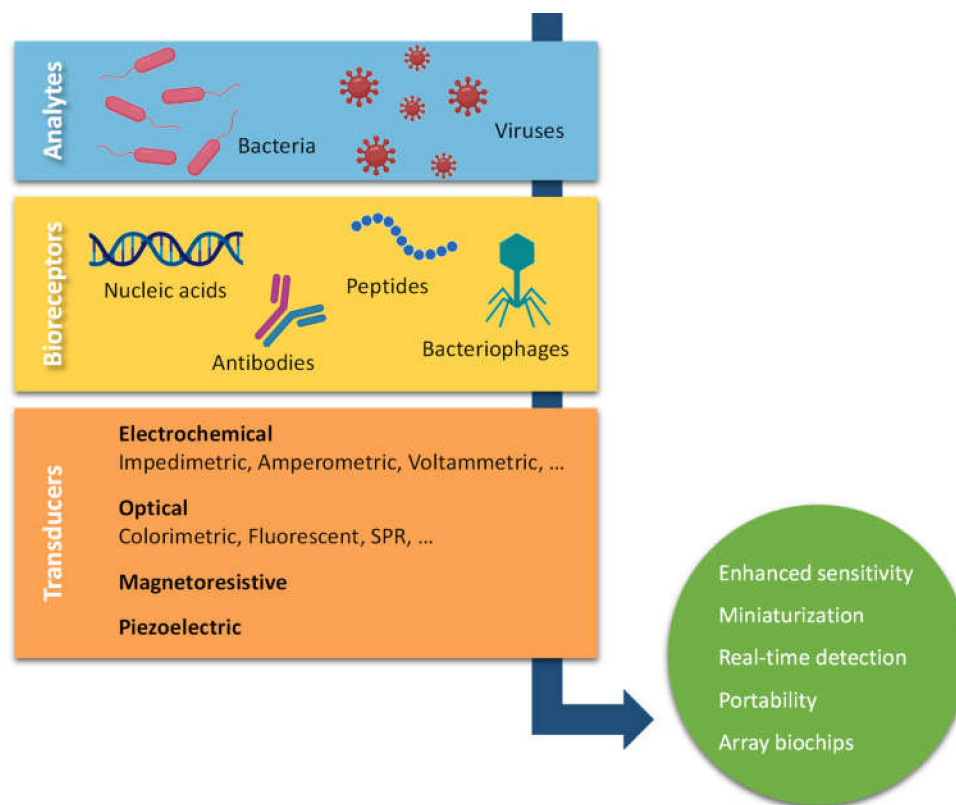 Analytes
Bacteria
Viruses
Bioreceptors
Nucleic acids
Antibodies
Peptides
Bacteriophages
Transducers
Electrochemical
Impedimetric, Amperometric, Voltammetric, ...
Optical
Colorimetric, Fluorescent, SPR, ...
Magnetoresistive
Piezoelectric
Enhanced sensitivity
Miniaturization
Real-time detection
Portability
Array biochips